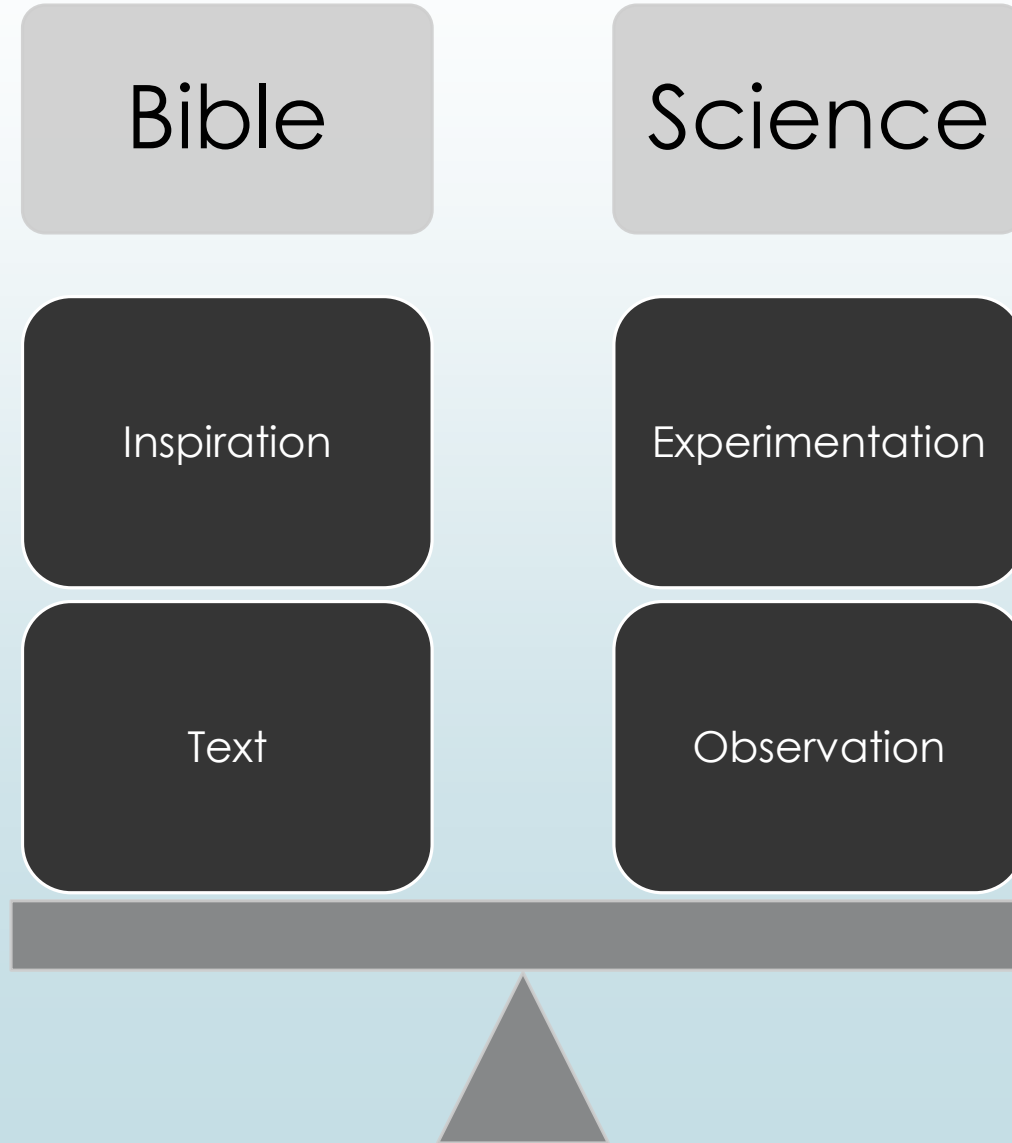 Bible
Science
Inspiration
Experimentation
Text
Observation